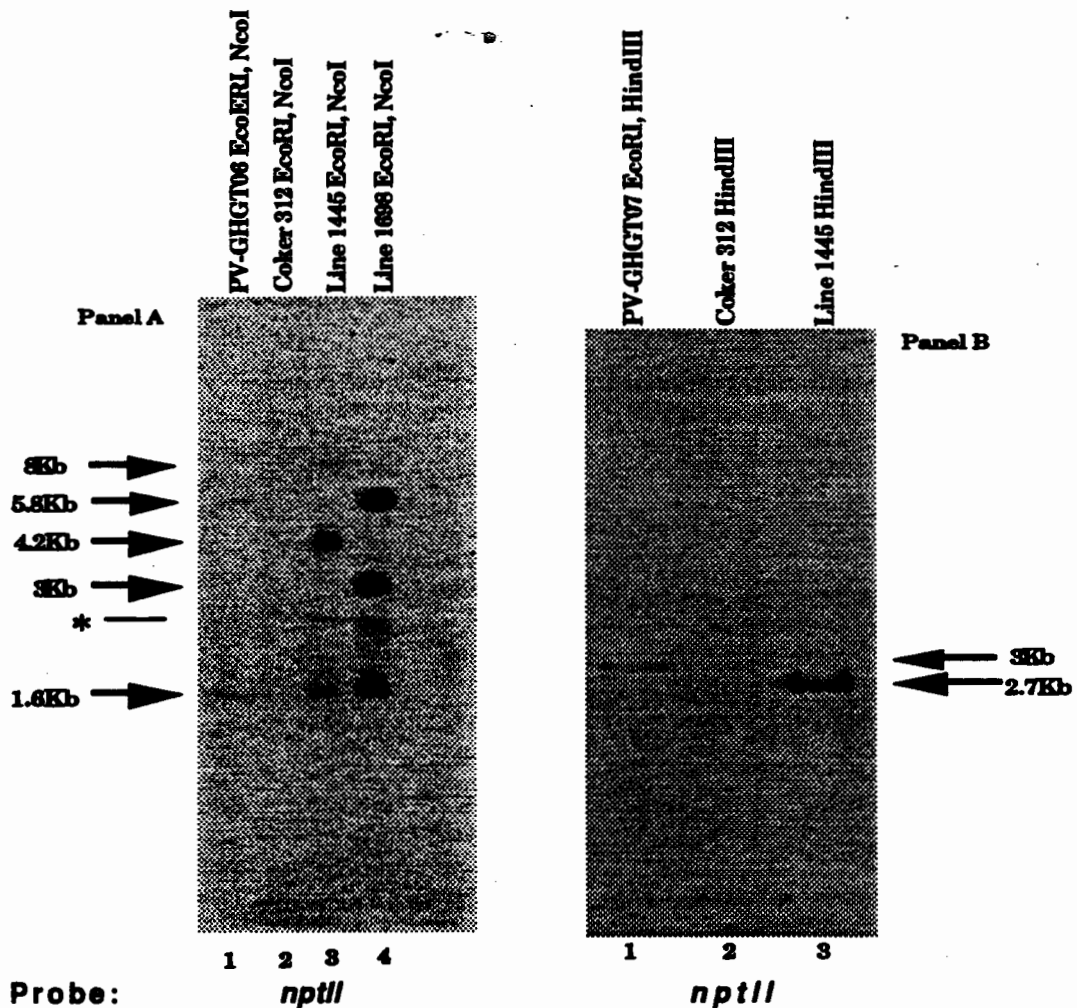 PV-GHGT06 EcoERI, NcoI
Coker 312 EcoRI, NcoI
Line 1445 EcoRI, NcoI
Line 1698 EcoRI, NcoI
Panel A
8Kb
5.8Kb
4.2Kb
3Kb
*
1.6Kb
1 2 3 4
Probe: nptII
PV-GHGT07 EcoRI, HindIII
Coker 312 HindIII
Line 1445 HindIII
Panel B
3Kb
2.7Kb
1 2 3
nptII